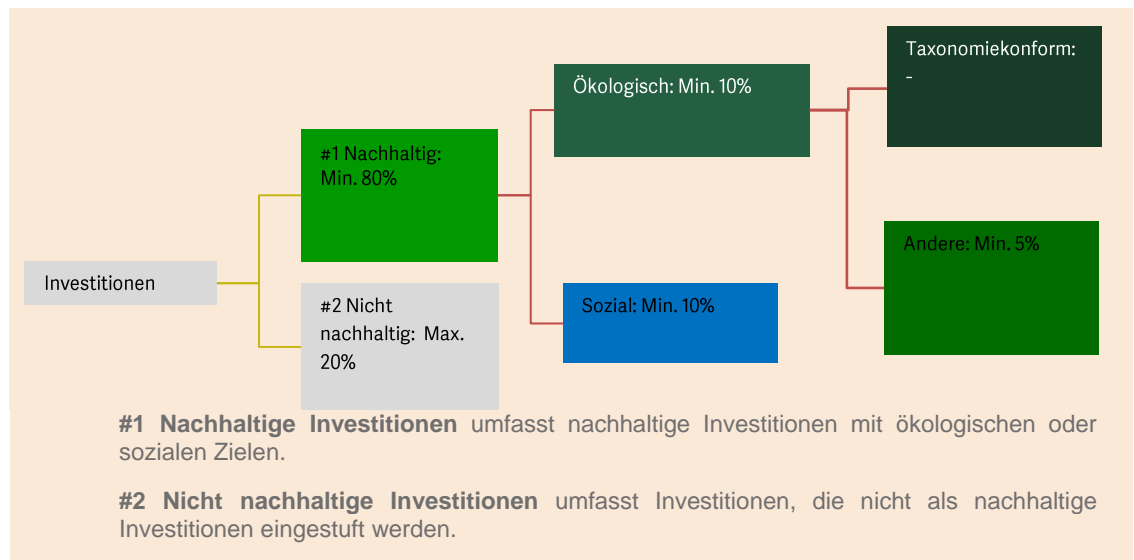 Investitionen
#1 Nachhaltig:
Min. 80%
#2 Nicht
nachhaltig: Max.
20%
Ökologisch: Min. 10%
Sozial: Min. 10%
Taxonomiekonform:
-
Andere: Min. 5%
#1 Nachhaltige Investitionen umfasst nachhaltige Investitionen mit ökologischen oder
sozialen Zielen.
#2 Nicht nachhaltige Investitionen umfasst Investitionen, die nicht als nachhaltige
Investitionen eingestuft werden.